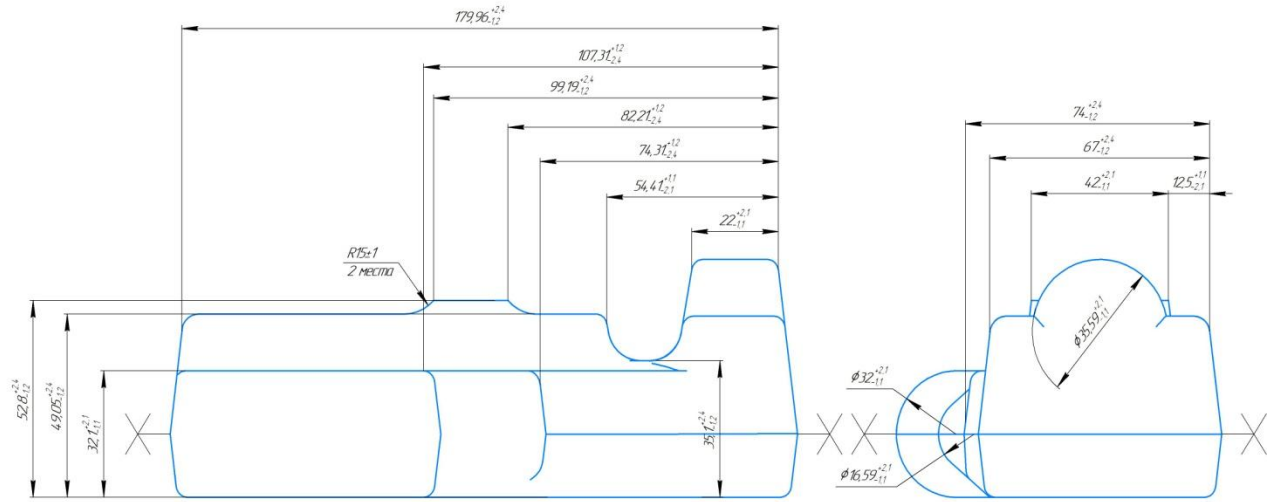 179,96 +2,4 -1,2
107,31 +1,2 -2,4
99,19 +2,4 -1,2
82,21 +1,2 -2,4
74,31 +1,2 -2,4
54,41 +1,1 -2,1
22 +2,1 -1,1
R15±1
2 места
52,8 +2,4 -1,2
49,05 +2,4 -1,2
32,1 +2,1 -1,1
35,1 +2,4 -1,2
74 +2,4 -1,2
67 +2,4 -1,2
42 +2,1 -1,1
12,5 +1,1 -2,1
ϕ35,59 +2,1 -1,1
ϕ32 +2,1 -1,1
ϕ16,59 +2,1 -1,1